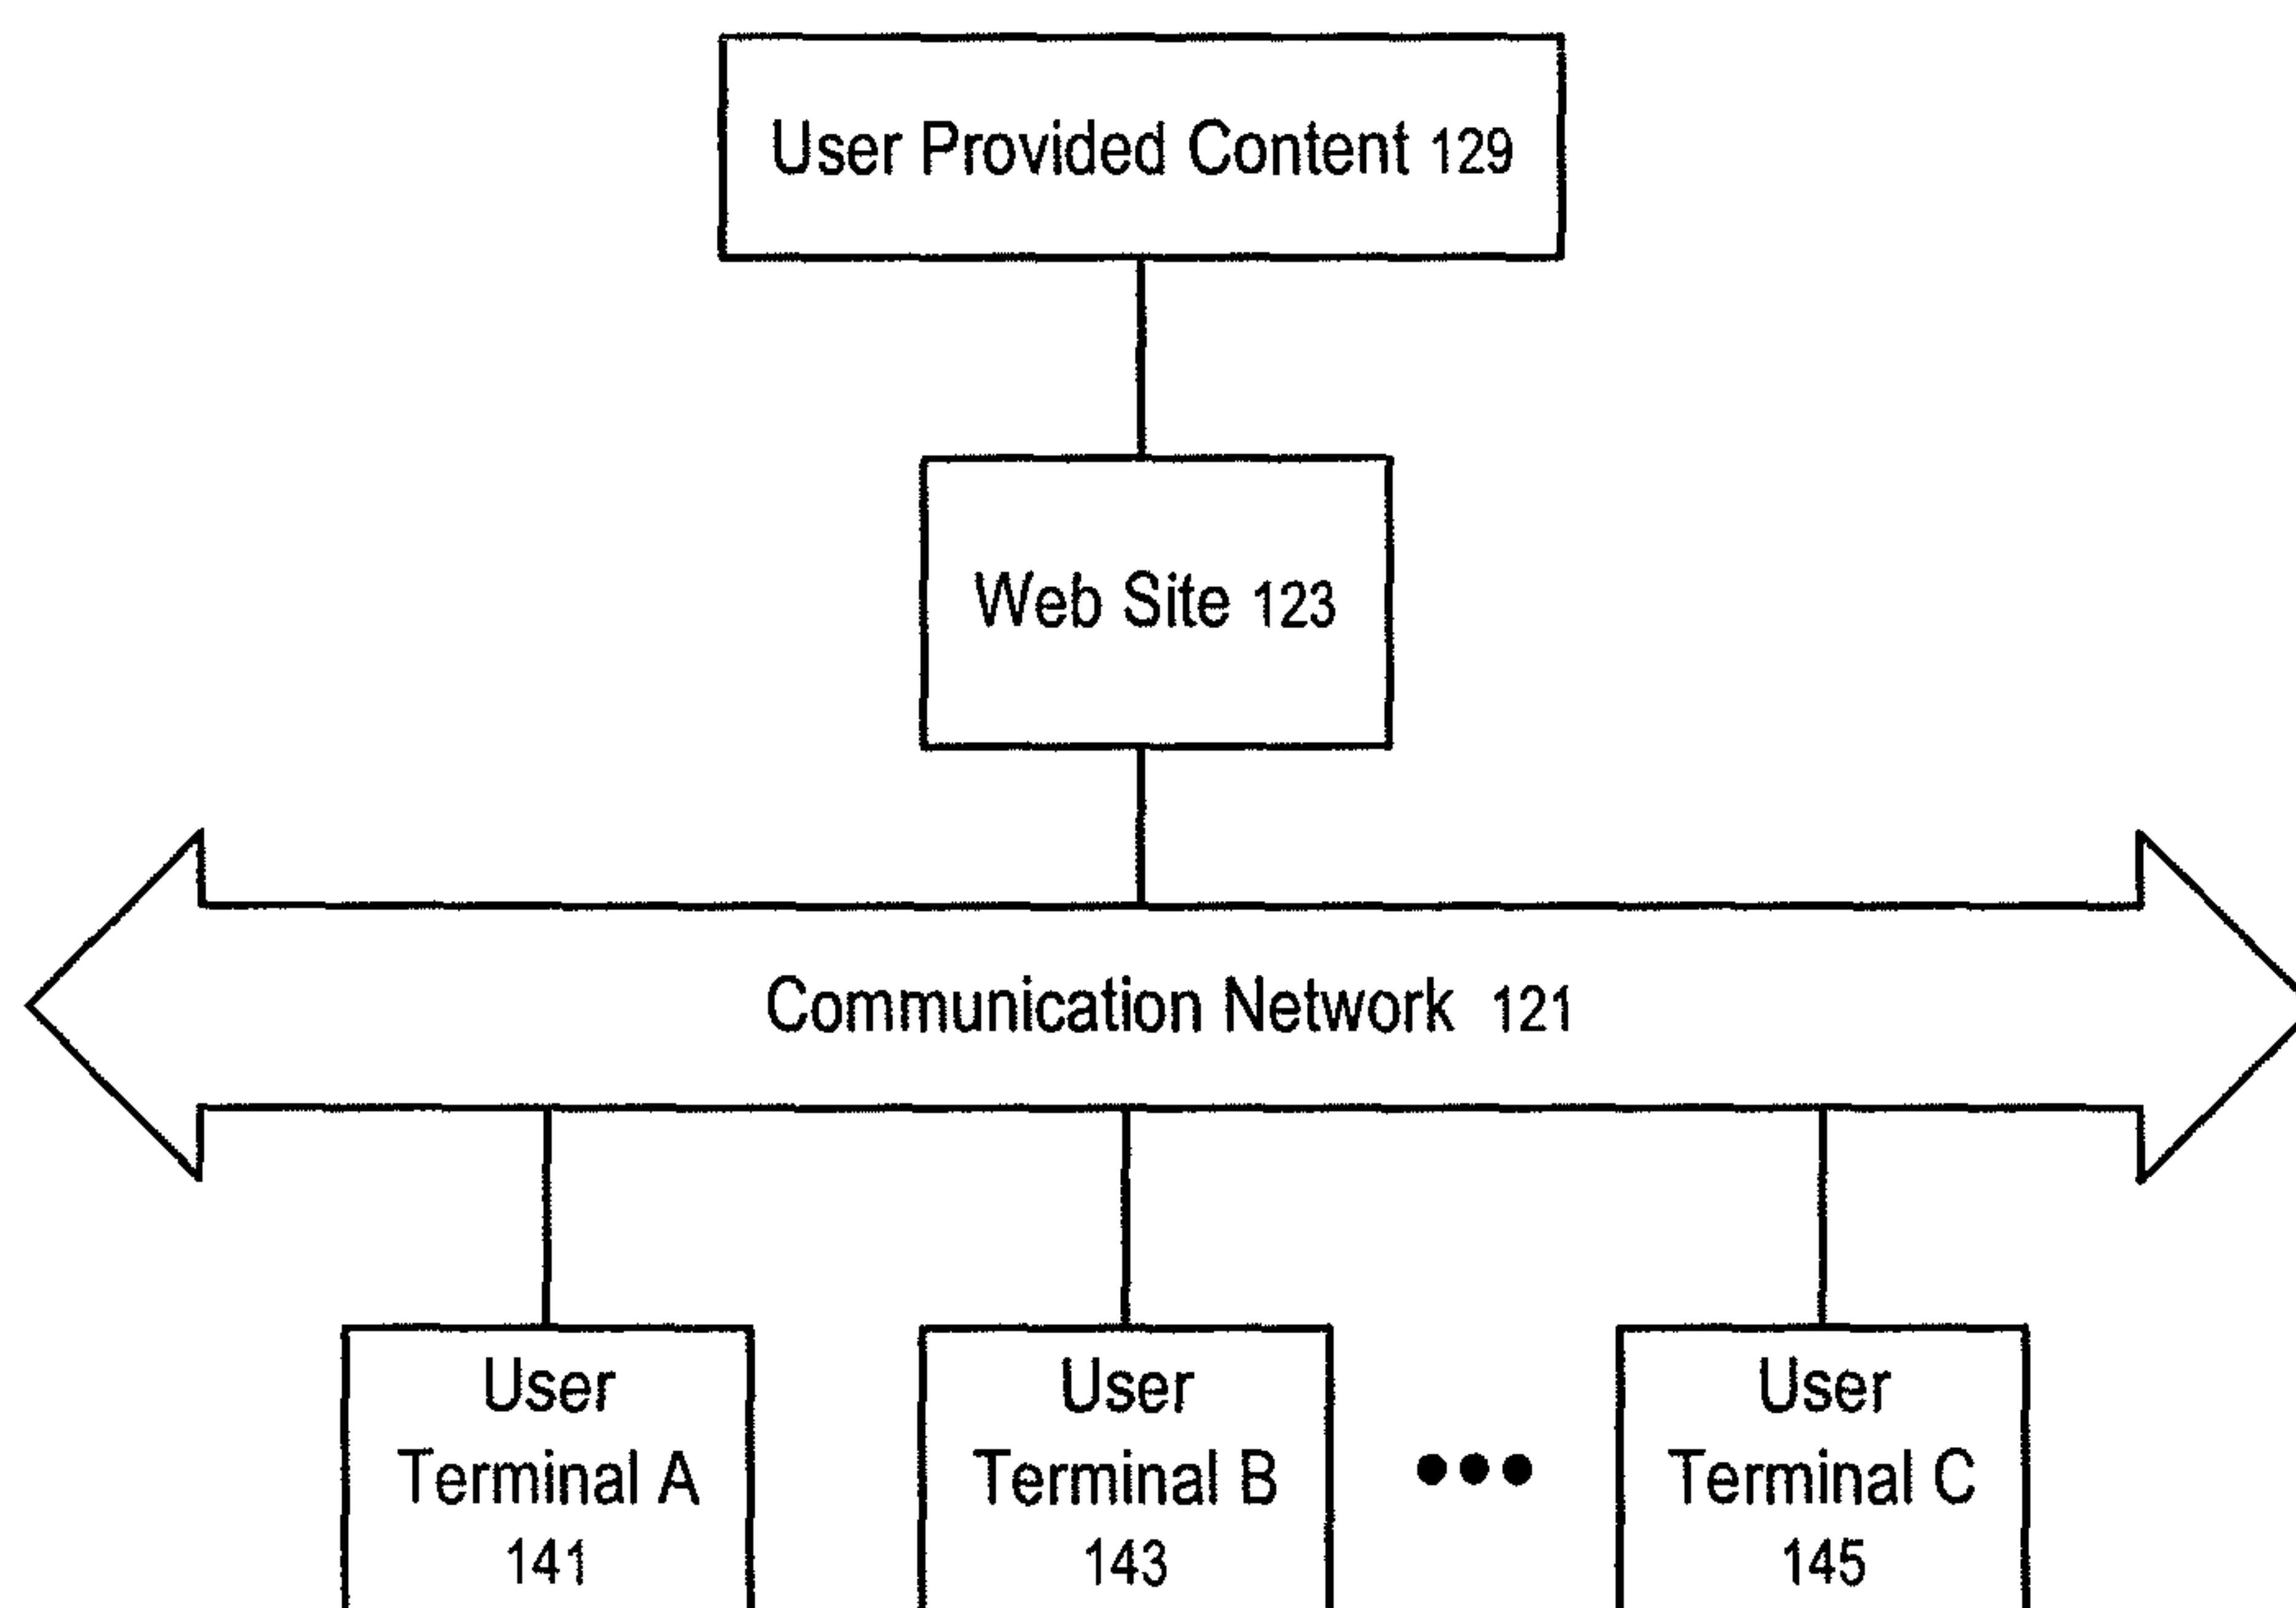 User Provided Content 129
Web Site 123
Communication Network 121
User
Terminal A
141
User
Terminal B
143
User
Terminal C
145